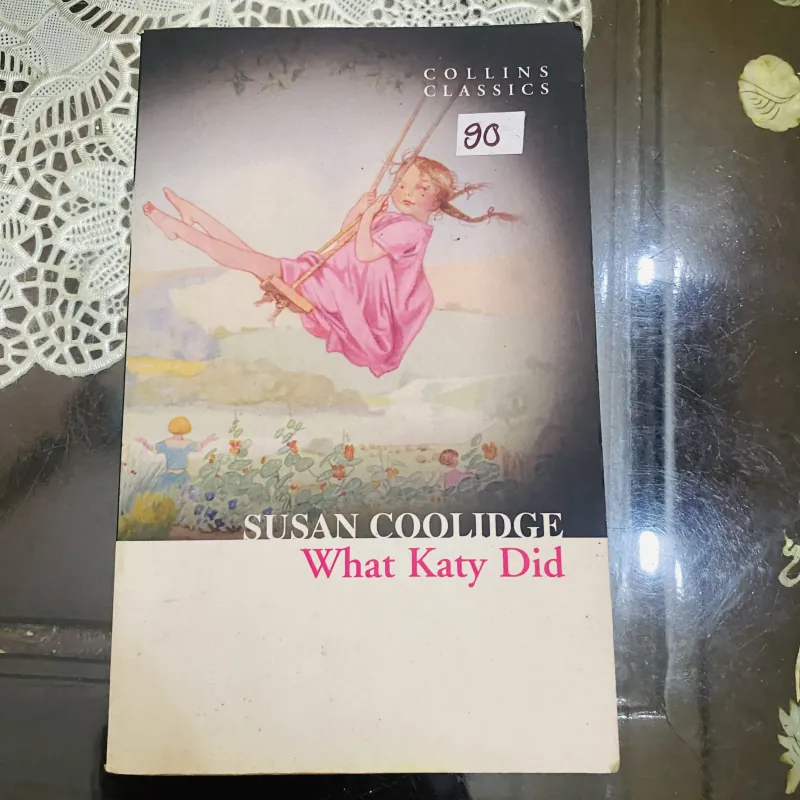 COLLINS
CLASSICS
90
SUSAN COOLIDGE
What Katy Did